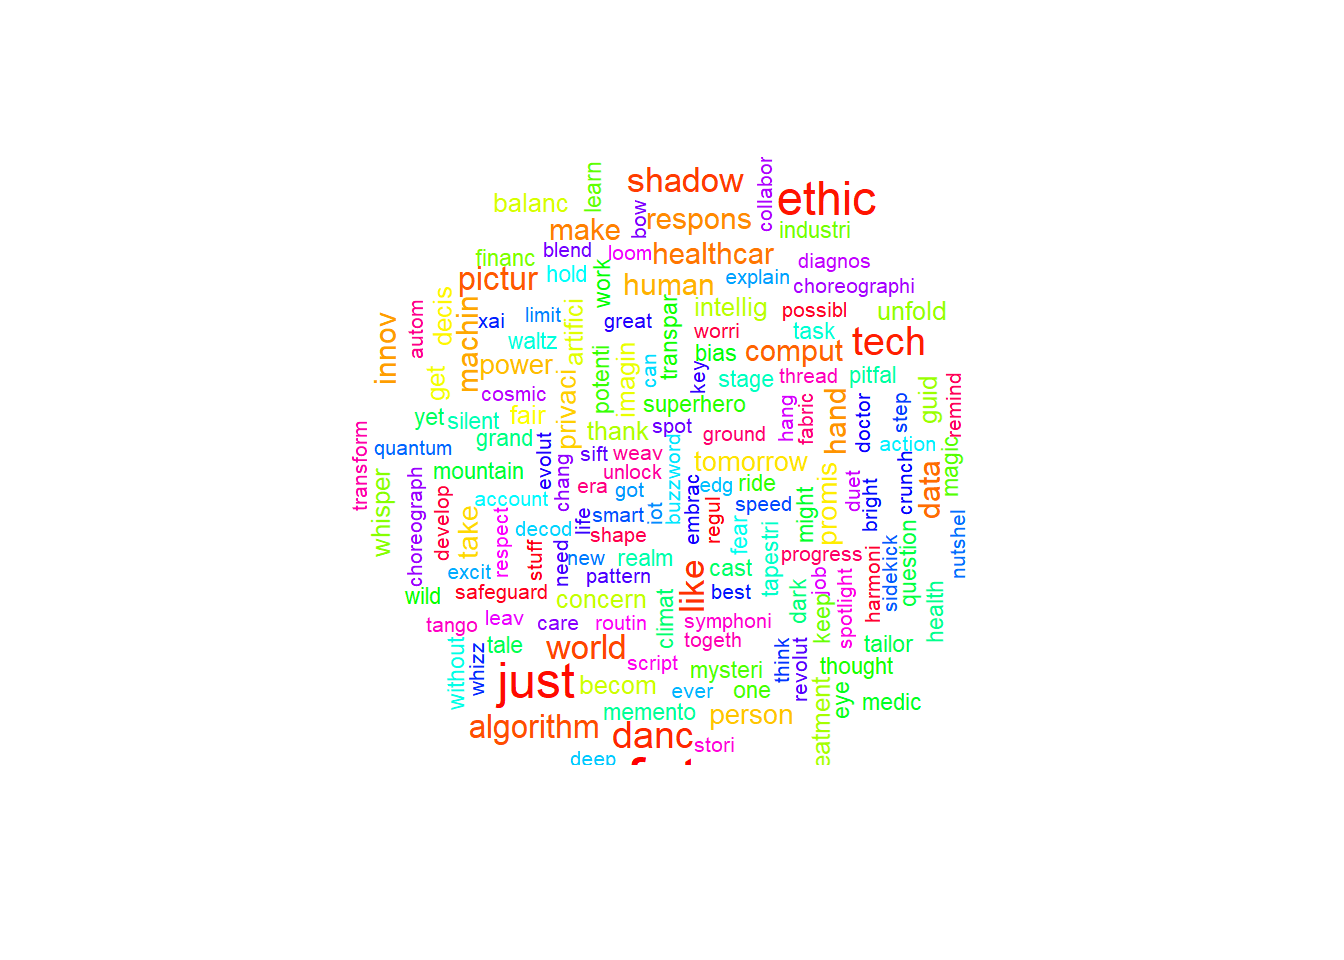 shadow
ethic
learn
balanc
collabor
bow
respons
make
industri
financ
blend
loom
healthcar
diagnos
pictur
hold
work
human
explain
choreographi
autom
decis
machin
xai
limit
artifici
great
transpar
intellig
possibl
unfold
innov
waltz
worri
task
tech
power
potenti
imagin
can
bias
comput
get
key
stage
thread
pitfal
cosmic
privaci
superhero
hang
fabric
hand
doctor
step
guid
remind
yet
silent
fair
thank
spot
ground
action
transform
quantum
grand
evolut
sift
weav
buzzword
tomorrow
magic
whisper
choreograph
mountain
chang
unlock
era
got
embrac
edg
ride
promis
duet
bright
crunch
data
develop
account
respect
decod
life
smart
iot
regul
speed
might
take
stuff
shape
fear
tapestri
progress
question
nutshel
excit
need
new
realm
like
cast
job
harmoni
sidekick
wild
safeguard
pattern
concern
best
dark
keep
spotlight
health
tango
leav
care
routin
climat
symphoni
togeth
tailor
without
whizz
tale
world
script
mysteri
think
revolut
thought
just
becom
ever
one
eye
medic
algorithm
memento
person
danc
stori
eatment
deep